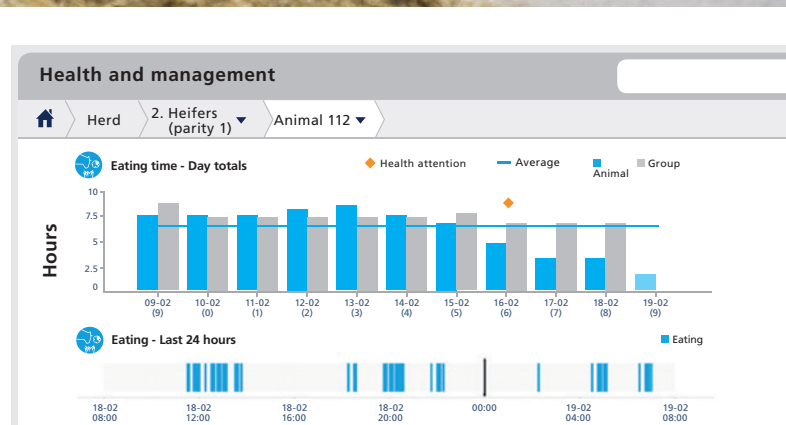 Health and management
Herd
2. Heifers
(parity 1)
Animal 112
Eating time - Day totals
Health attention
Average
Animal
Group
Hours
10
7.5
5
2.5
0
09-02 10-02 11-02 12-02 13-02 14-02 15-02 16-02 17-02 18-02 19-02
(9) (0) (1) (2) (3) (4) (5) (6) (7) (8) (9)
Eating - Last 24 hours
Eating
18-02 18-02 18-02 18-02 00:00 19-02 19-02
08:00 12:00 16:00 20:00 04:00 08:00